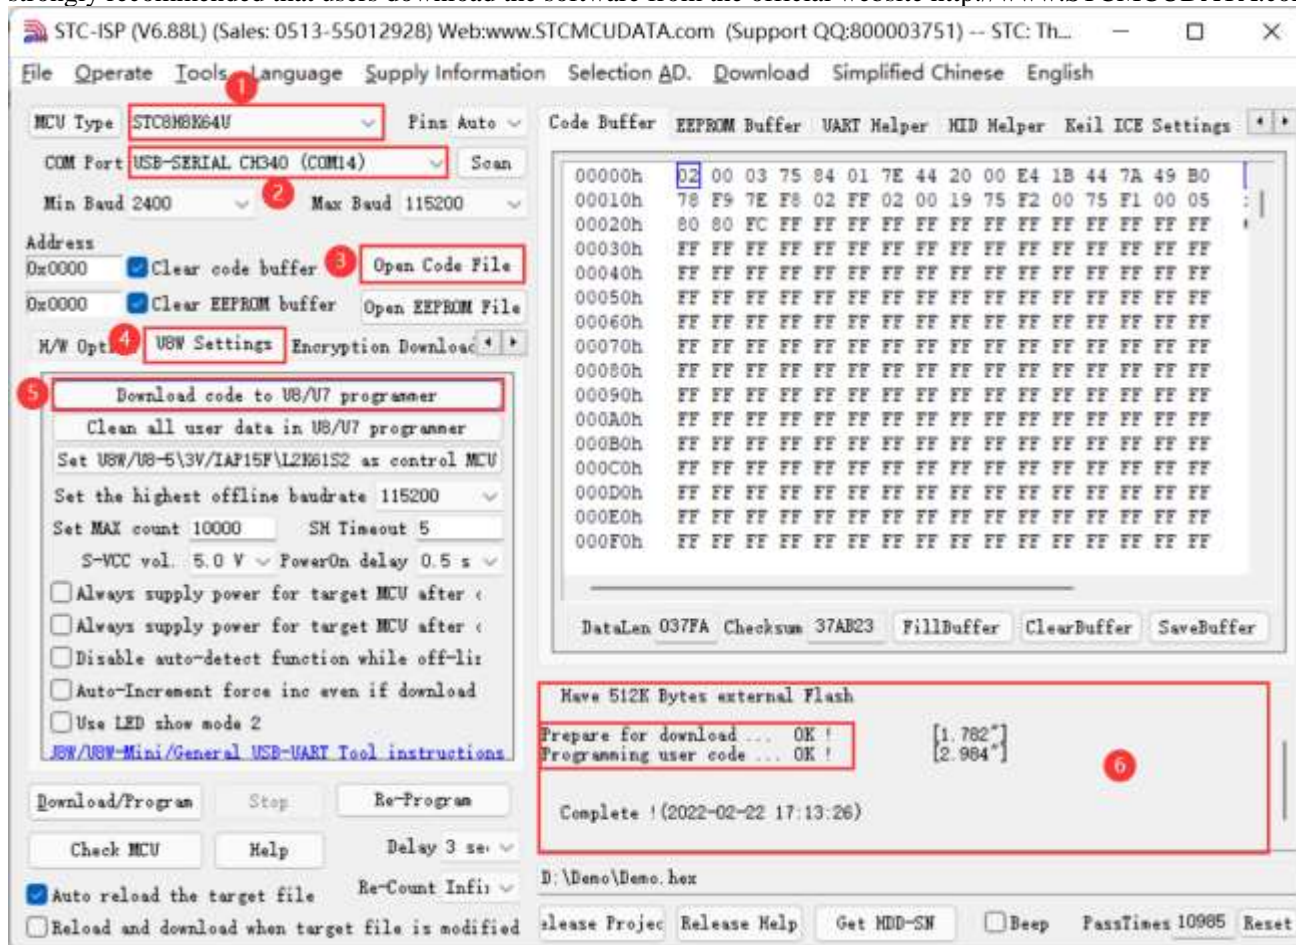 STC-ISP (V6.88L) (Sales: 0513-55012928) Web:www.STCMCUDATA.com (Support QQ:800003751) -- STC: Th...
File Operate Tools Language Supply Information Selection AD. Download Simplified Chinese English
1
MCU Type STC8H8K64U Pins Auto
COM Port USB-SERIAL CH340 (COM14) Scan
2
Min Baud 2400 Max Baud 115200
Address
0x0000 Clear code buffer 3 Open Code File
0x0000 Clear EEPROM buffer Open EEPROM File
H/W Opt 4 U8W Settings Encryption Download
5 Download code to U8/U7 programmer
Clean all user data in U8/U7 programmer
Set U8W/U8-5\3V/IAP15F\L2K61S2 as control MCU
Set the highest offline baudrate 115200
Set MAX count 10000 SH Timeout 5
S-VCC vol. 5.0 V PowerOn delay 0.5 s
Always supply power for target MCU after
Always supply power for target MCU after
Disable auto-detect function while off-li
Auto-Increment force inc even if download
Use LED show mode 2
U8W/U8W-Mini/General USB-UART Tool instructions
Download/Program Stop Re-Program
Check MCU Help Delay 3 se
Auto reload the target file Re-Count Infi
Reload and download when target file is modified
Code Buffer EEPROM Buffer UART Helper HID Helper Keil ICE Settings
00000h 02 00 03 75 84 01 7E 44 20 00 E4 1B 44 7A 49 B0
00010h 78 F9 7E F8 02 FF 02 00 19 75 F2 00 75 F1 00 05
00020h 80 80 FC FF FF FF FF FF FF FF FF FF FF FF FF FF
00030h FF FF FF FF FF FF FF FF FF FF FF FF FF FF FF FF
00040h FF FF FF FF FF FF FF FF FF FF FF FF FF FF FF FF
00050h FF FF FF FF FF FF FF FF FF FF FF FF FF FF FF FF
00060h FF FF FF FF FF FF FF FF FF FF FF FF FF FF FF FF
00070h FF FF FF FF FF FF FF FF FF FF FF FF FF FF FF FF
00080h FF FF FF FF FF FF FF FF FF FF FF FF FF FF FF FF
00090h FF FF FF FF FF FF FF FF FF FF FF FF FF FF FF FF
000A0h FF FF FF FF FF FF FF FF FF FF FF FF FF FF FF FF
000B0h FF FF FF FF FF FF FF FF FF FF FF FF FF FF FF FF
000C0h FF FF FF FF FF FF FF FF FF FF FF FF FF FF FF FF
000D0h FF FF FF FF FF FF FF FF FF FF FF FF FF FF FF FF
000E0h FF FF FF FF FF FF FF FF FF FF FF FF FF FF FF FF
000F0h FF FF FF FF FF FF FF FF FF FF FF FF FF FF FF FF
DataLen 037FA Checksum 37AB23 FillBuffer ClearBuffer SaveBuffer
Have 512K Bytes external Flash
Prepare for download ... OK ! [1.782"]
Programming user code ... OK ! [2.984"]
6
Complete !(2022-02-22 17:13:26)
D:\Demo\Demo.hex
elease Projec Release Help Get HDD-SN Beep PassTimes 10985 Reset